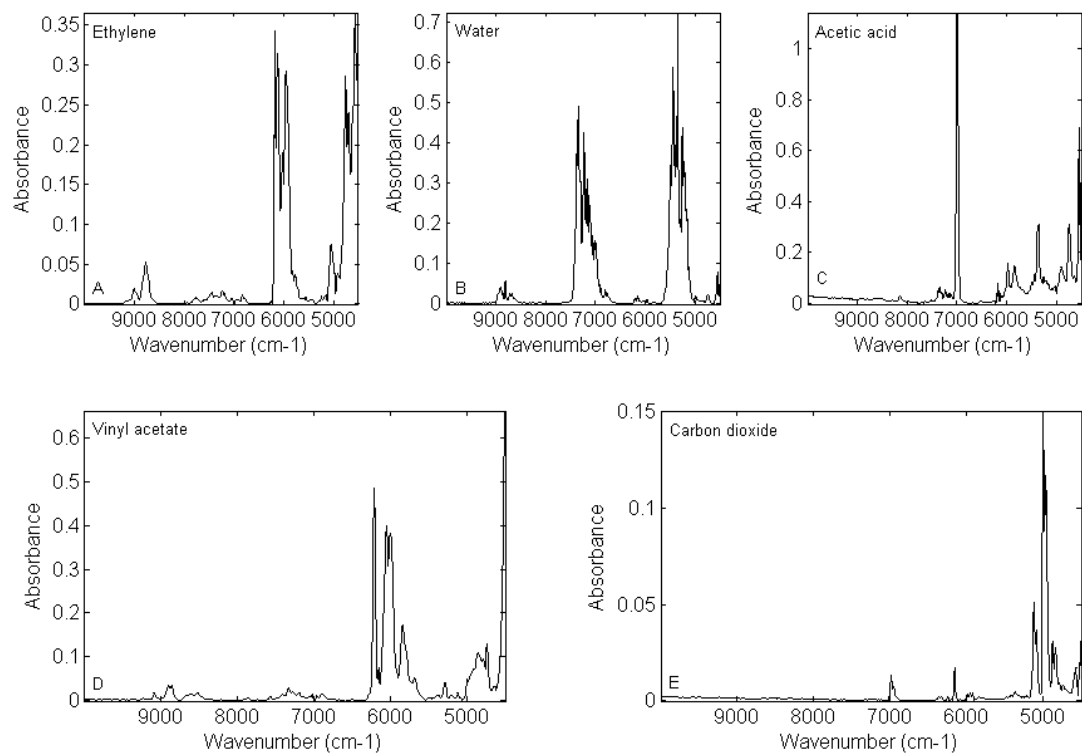 Ethylene
0.35
0.3
0.25
0.2
0.15
0.1
0.05
0
Absorbance
A
9000 8000 7000 6000 5000
Wavenumber (cm-1)
Water
0.7
0.6
0.5
0.4
0.3
0.2
0.1
0
Absorbance
B
9000 8000 7000 6000 5000
Wavenumber (cm-1)
Acetic acid
1
0.8
0.6
0.4
0.2
0
Absorbance
C
9000 8000 7000 6000 5000
Wavenumber (cm-1)
Vinyl acetate
0.6
0.5
0.4
0.3
0.2
0.1
0
Absorbance
D
9000 8000 7000 6000 5000
Wavenumber (cm-1)
Carbon dioxide
0.15
0.1
0.05
0
Absorbance
E
9000 8000 7000 6000 5000
Wavenumber (cm-1)